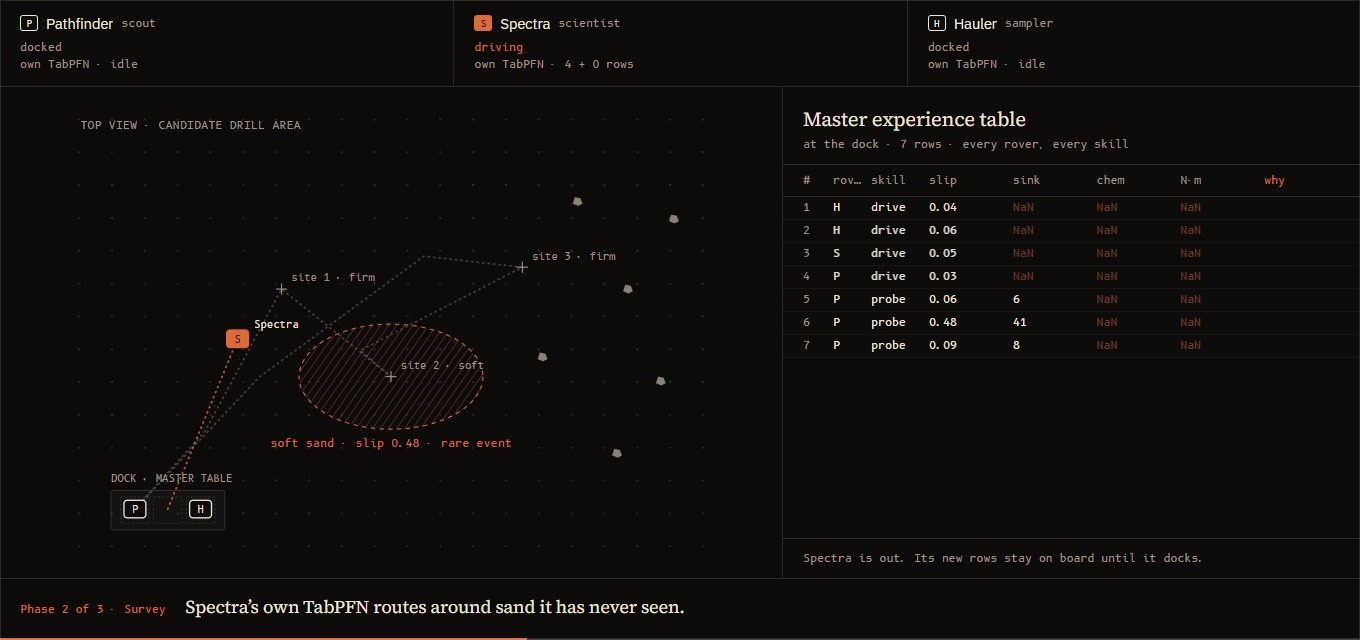 P Pathfinder scout
docked
own TabPFN · idle
S Spectra scientist
driving
own TabPFN · 4 + 0 rows
H Hauler sampler
docked
own TabPFN · idle
TOP VIEW · CANDIDATE DRILL AREA
site 3 · firm
site 1 · firm
Spectra
S
site 2 · soft
soft sand · slip 0.48 · rare event
DOCK · MASTER TABLE
P H
Master experience table
at the dock · 7 rows · every rover, every skill
# rov… skill slip sink chem N·m why
1 H drive 0.04 NaN NaN NaN
2 H drive 0.06 NaN NaN NaN
3 S drive 0.05 NaN NaN NaN
4 P drive 0.03 NaN NaN NaN
5 P probe 0.06 6 NaN NaN
6 P probe 0.48 41 NaN NaN
7 P probe 0.09 8 NaN NaN
Spectra is out. Its new rows stay on board until it docks.
Phase 2 of 3 · Survey Spectra’s own TabPFN routes around sand it has never seen.